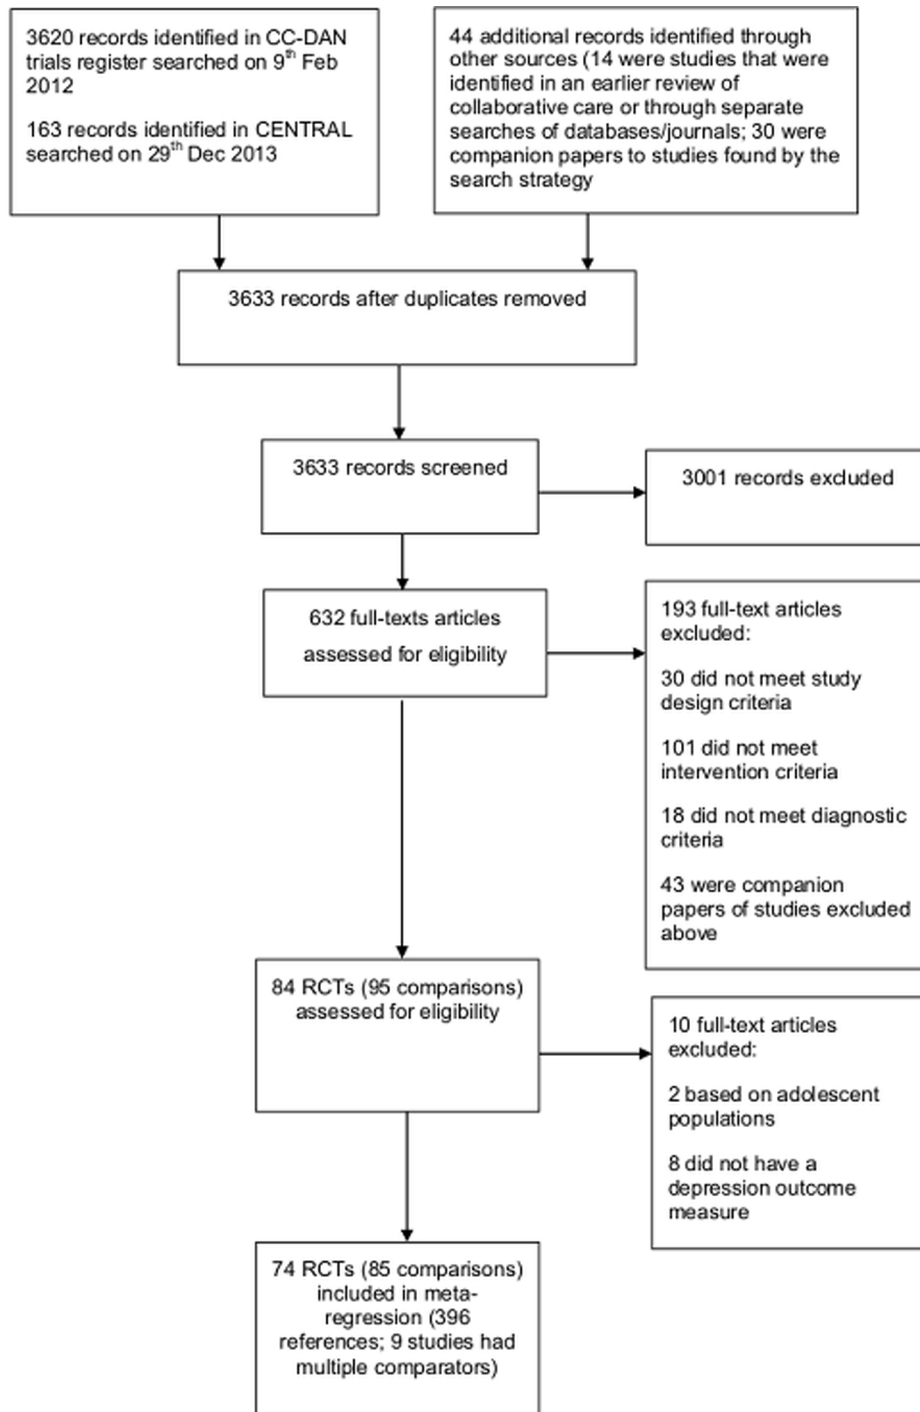 3620 records identified in CC-DAN
trials register searched on 9th Feb
2012
163 records identified in CENTRAL
searched on 29th Dec 2013
44 additional records identified through
other sources (14 were studies that were
identified in an earlier review of
collaborative care or through separate
searches of databases/journals; 30 were
companion papers to studies found by the
search strategy
3633 records after duplicates removed
3633 records screened
3001 records excluded
632 full-texts articles
assessed for eligibility
193 full-text articles
excluded:
30 did not meet study
design criteria
101 did not meet
intervention criteria
18 did not meet diagnostic
criteria
43 were companion
papers of studies excluded
above
84 RCTs (95 comparisons)
assessed for eligibility
10 full-text articles
excluded:
2 based on adolescent
populations
8 did not have a
depression outcome
measure
74 RCTs (85 comparisons)
included in meta-
regression (396
references; 9 studies had
multiple comparators)